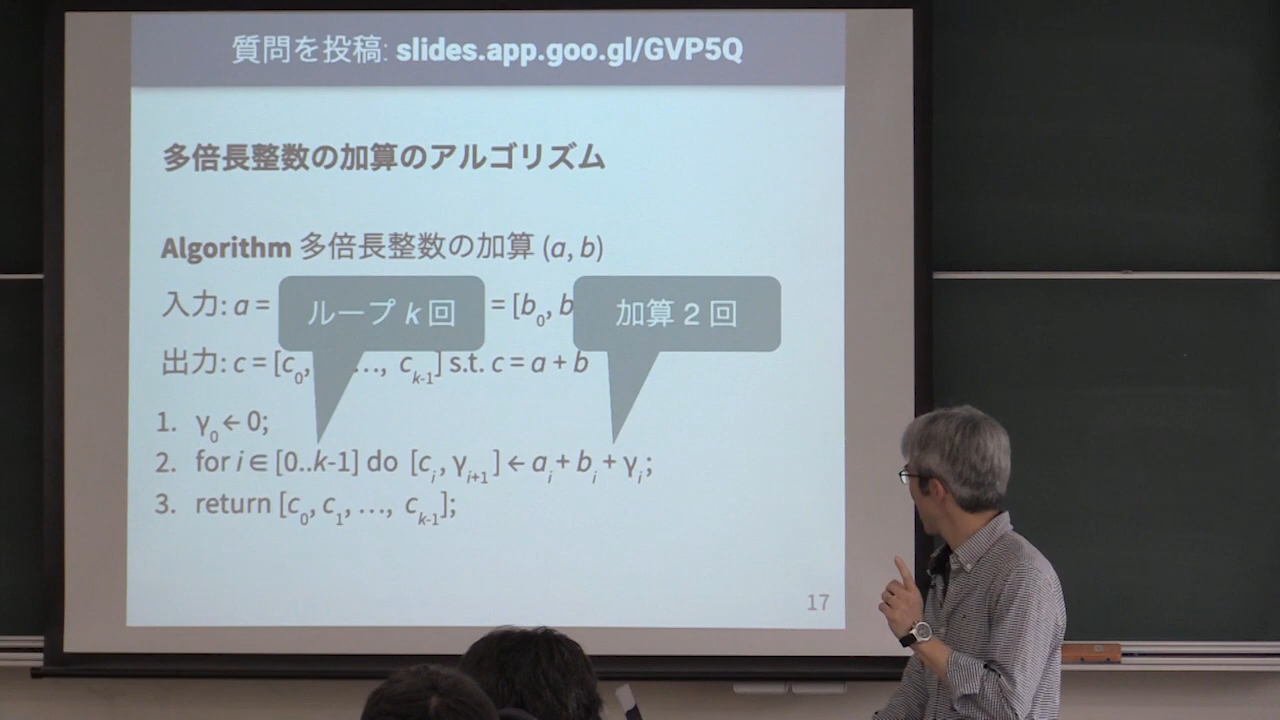 質問を投稿: slides.app.goo.gl/GVP5Q
多倍長整数の加算のアルゴリズム
Algorithm 多倍長整数の加算 (a, b)
入力: a = = [b0, b
ループ k 回
加算 2 回
出力: c = [c0, …, ck-1] s.t. c = a + b
1. γ0 ← 0;
2. for i ∈ [0..k-1] do [ci, γi+1] ← ai + bi + γi;
3. return [c0, c1, …, ck-1];
17